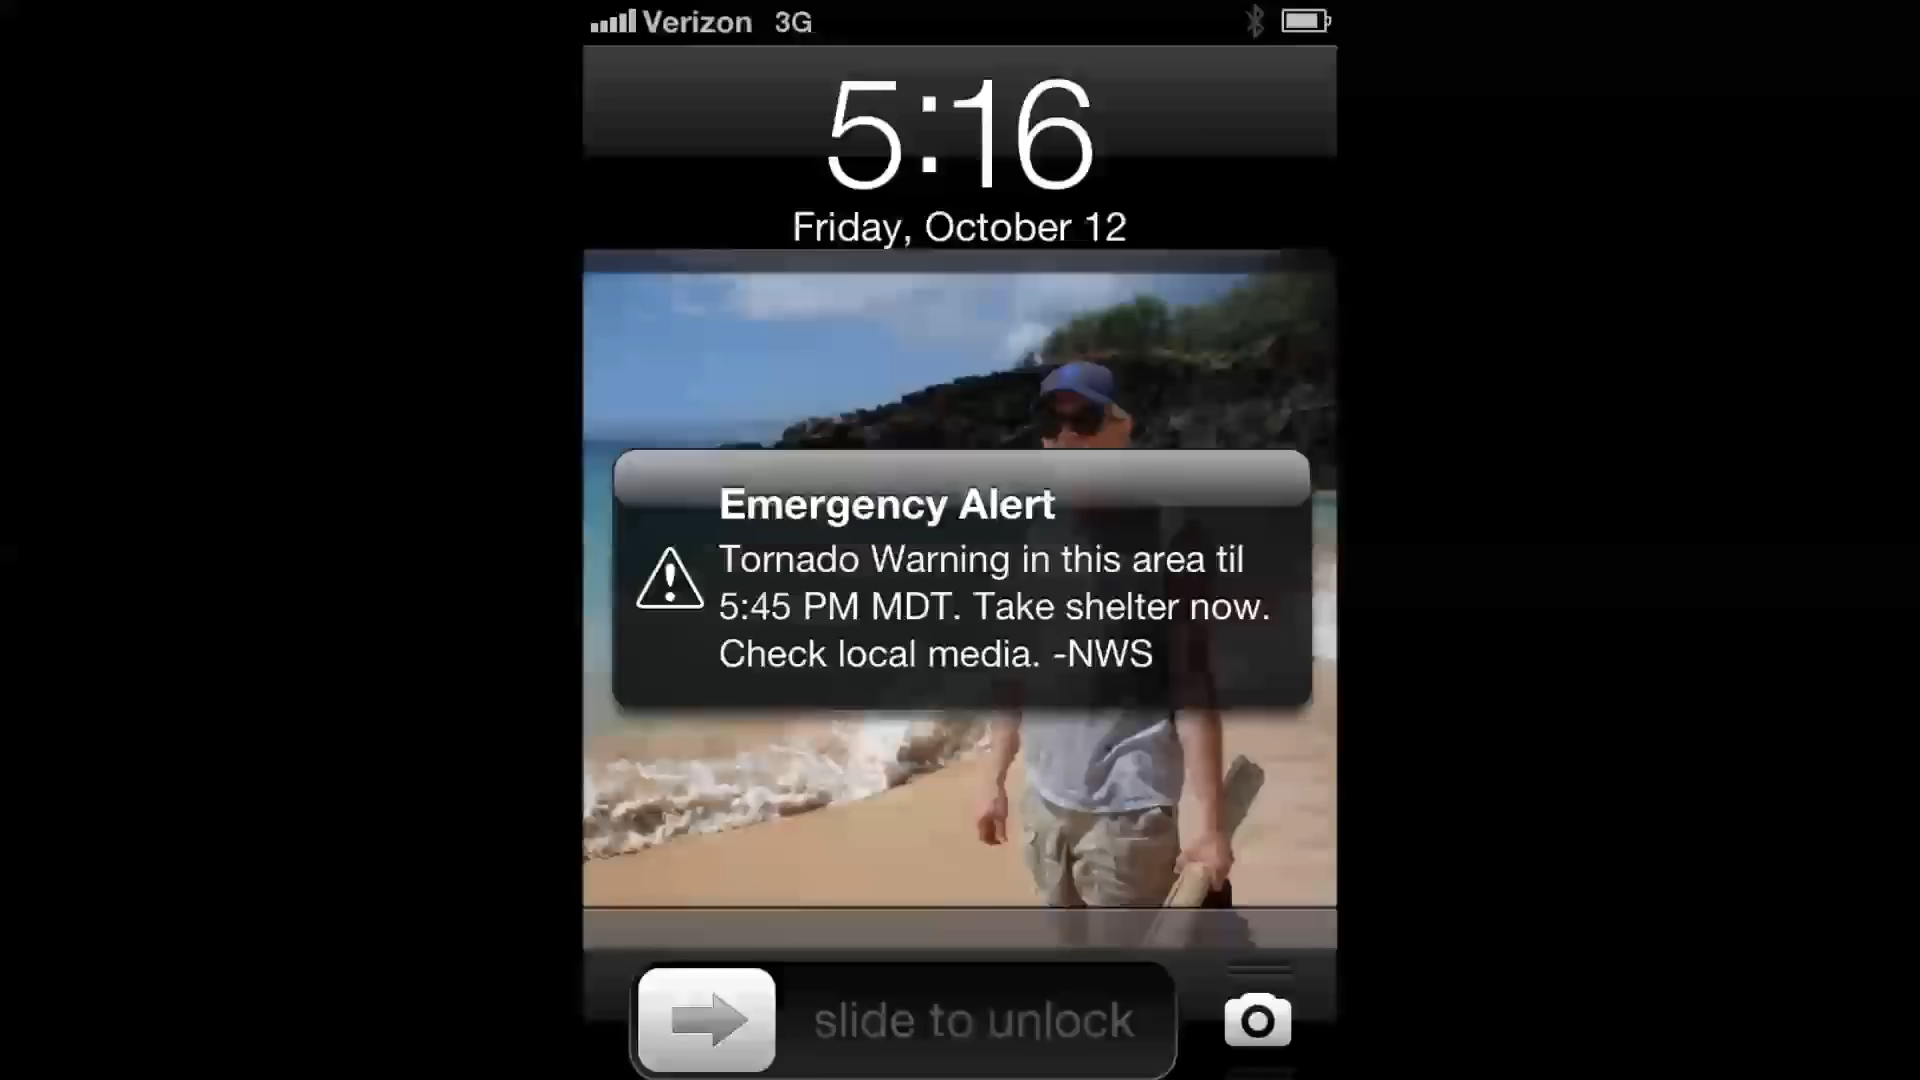 Verizon 3G
5:16
Friday, October 12
Emergency Alert
Tornado Warning in this area til
5:45 PM MDT. Take shelter now.
Check local media. -NWS
slide to unlock